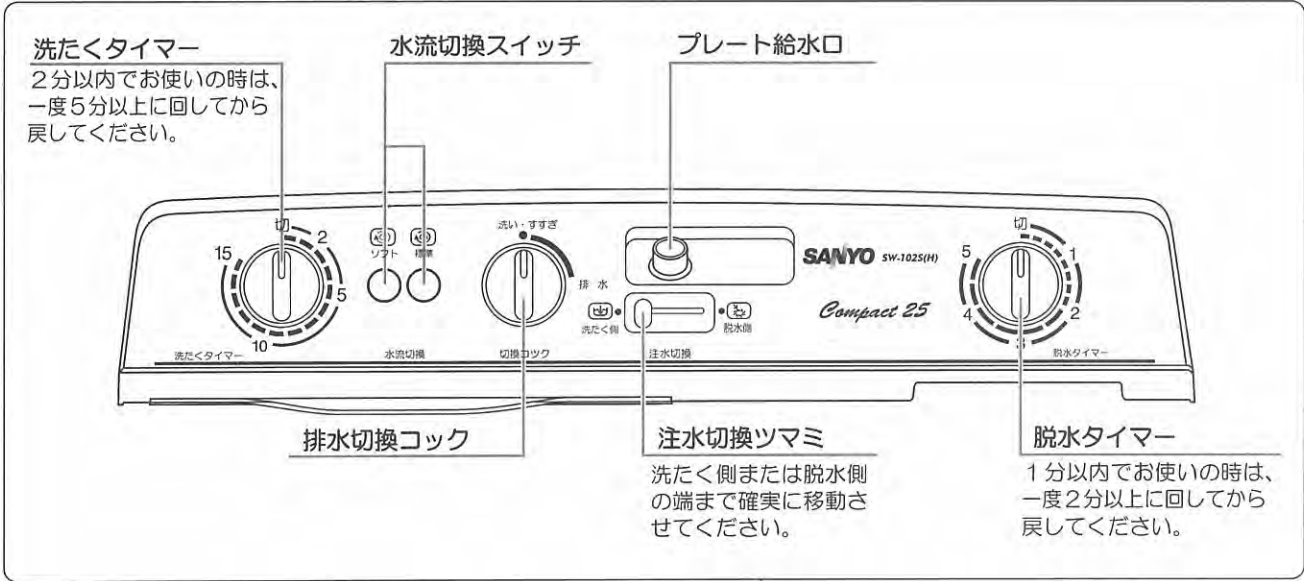 洗たくタイマー
2分以内でお使いの時は、
一度5分以上に回してから
戻してください。
水流切換スイッチ
プレート給水口
切
2
5
10
15
洗たくタイマー
ソフト
標準
水流切換
洗い・すすぎ
排 水
切換コック
洗たく側
脱水側
注水切換
SANYO SW-102S(H)
Compact 25
切
1
2
3
4
5
脱水タイマー
排水切換コック
注水切換ツマミ
洗たく側または脱水側
の端まで確実に移動さ
せてください。
脱水タイマー
1分以内でお使いの時は、
一度2分以上に回してから
戻してください。